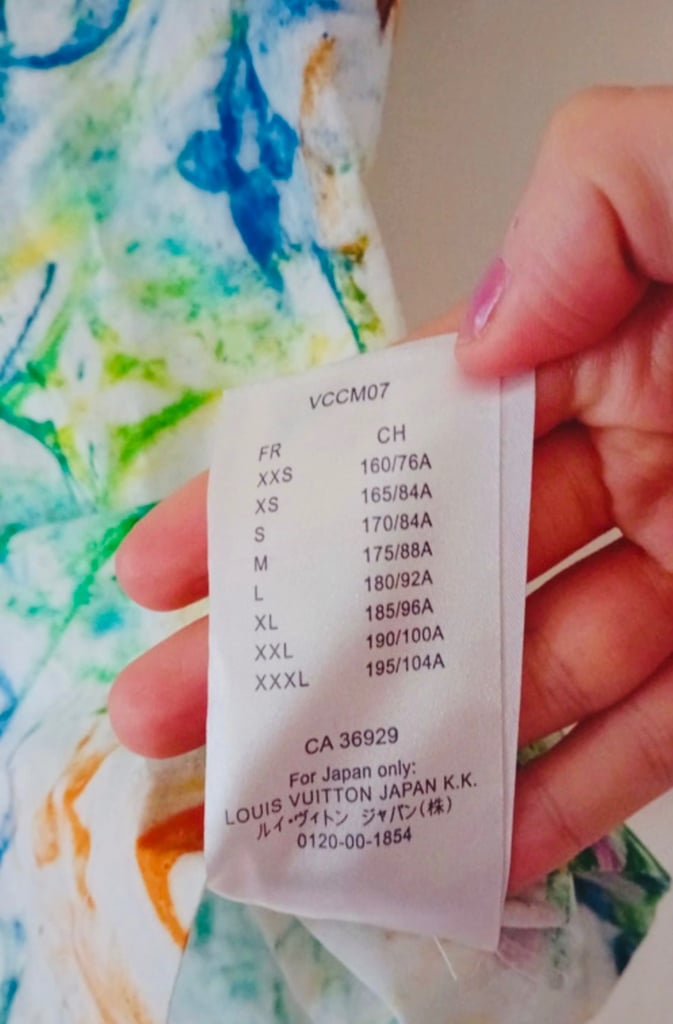 VCCM07
FR CH
XXS 160/76A
XS 165/84A
S 170/84A
M 175/88A
L 180/92A
XL 185/96A
XXL 190/100A
XXXL 195/104A
CA 36929
For Japan only:
LOUIS VUITTON JAPAN K.K.
ルイ・ヴィトン ジャパン(株)
0120-00-1854